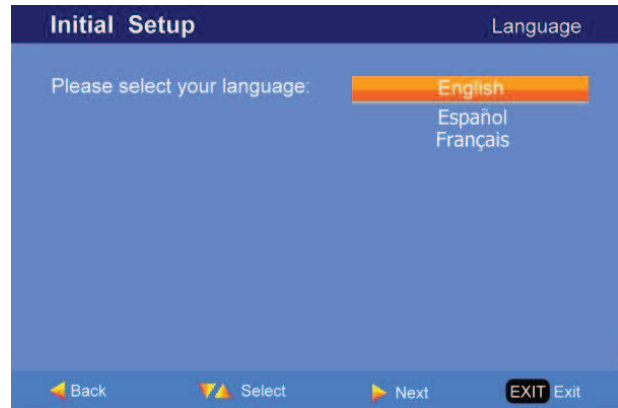 Initial Setup Language
Please select your language: English
Español
Français
Back Select Next EXIT Exit